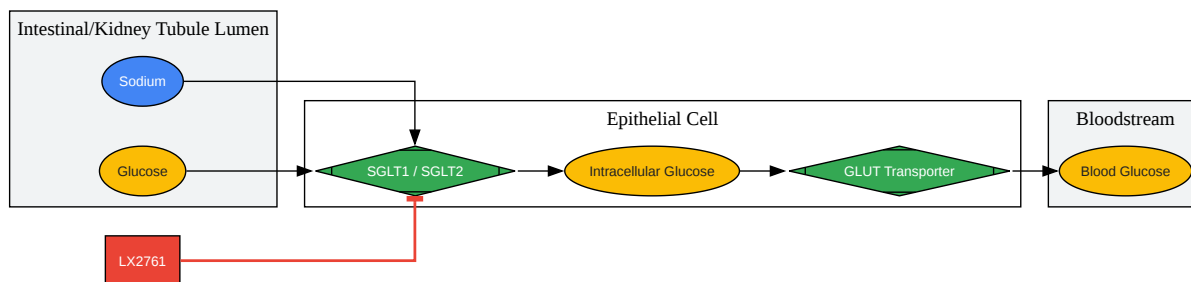 Intestinal/Kidney Tubule Lumen
Sodium
Glucose
Epithelial Cell
SGLT1 / SGLT2
Intracellular Glucose
GLUT Transporter
Bloodstream
Blood Glucose
LX2761